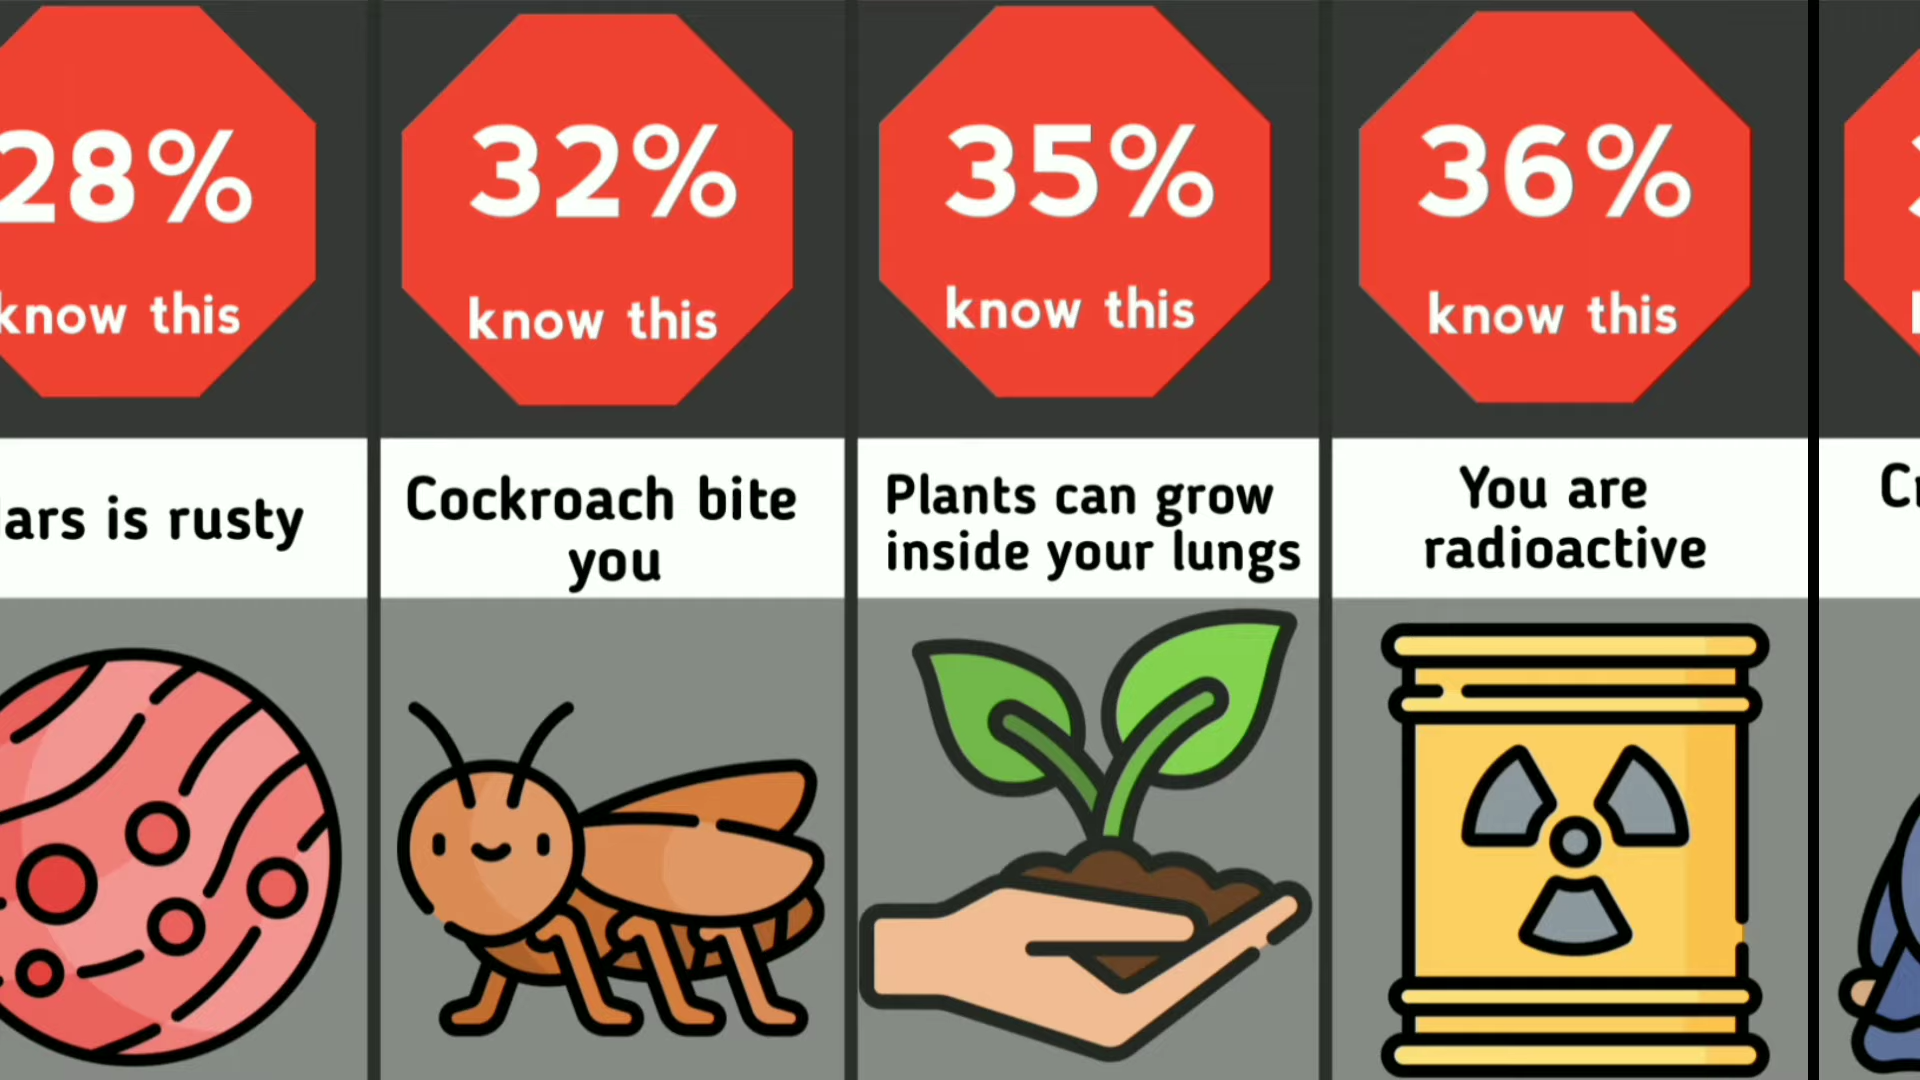 28%
know this
ars is rusty
32%
know this
Cockroach bite
you
35%
know this
Plants can grow
inside your lungs
36%
know this
You are
radioactive